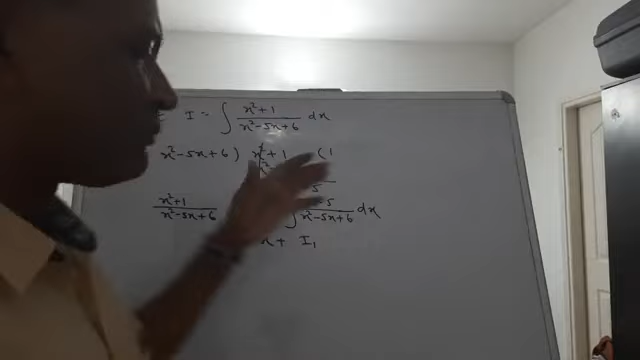 I = ∫ x²+1 / x²-5x+6 dx
x²-5x+6 ) x²+1 (1
5
x²+1 / x²-5x+6 ∫ -5 / x²-5x+6 dx
x + I₁